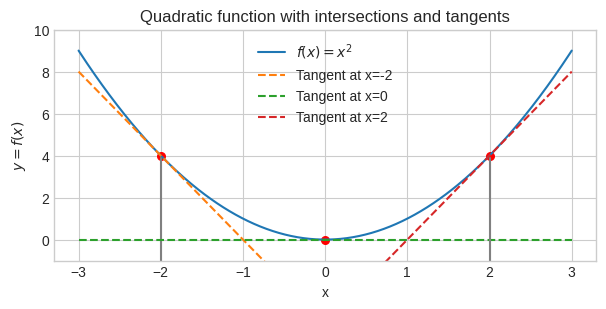 Quadratic function with intersections and tangents
10
8
6
4
2
0
y = f(x)
f(x) = x²
Tangent at x=-2
Tangent at x=0
Tangent at x=2
−3 −2 −1 0 1 2 3
x